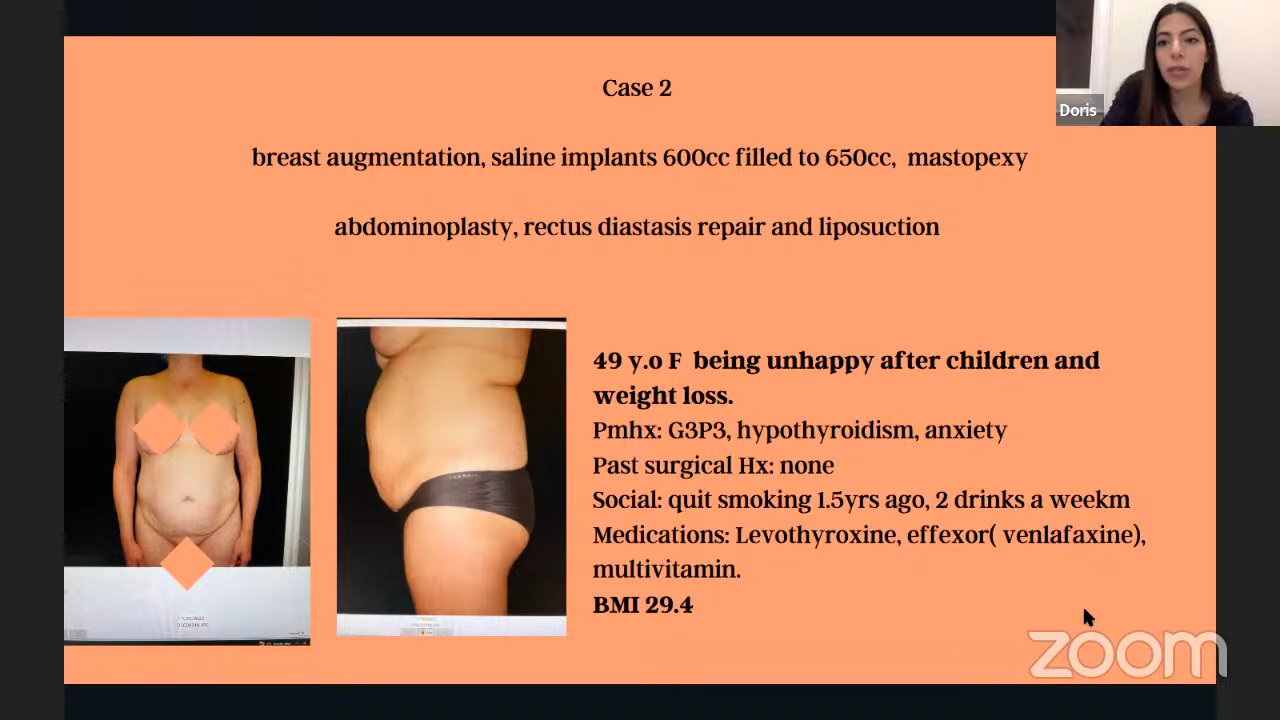 Case 2
Doris
breast augmentation, saline implants 600cc filled to 650cc, mastopexy
abdominoplasty, rectus diastasis repair and liposuction
49 y.o F being unhappy after children and
weight loss.
Pmhx: G3P3, hypothyroidism, anxiety
Past surgical Hx: none
Social: quit smoking 1.5yrs ago, 2 drinks a weekm
Medications: Levothyroxine, effexor( venlafaxine),
multivitamin.
BMI 29.4
zoom